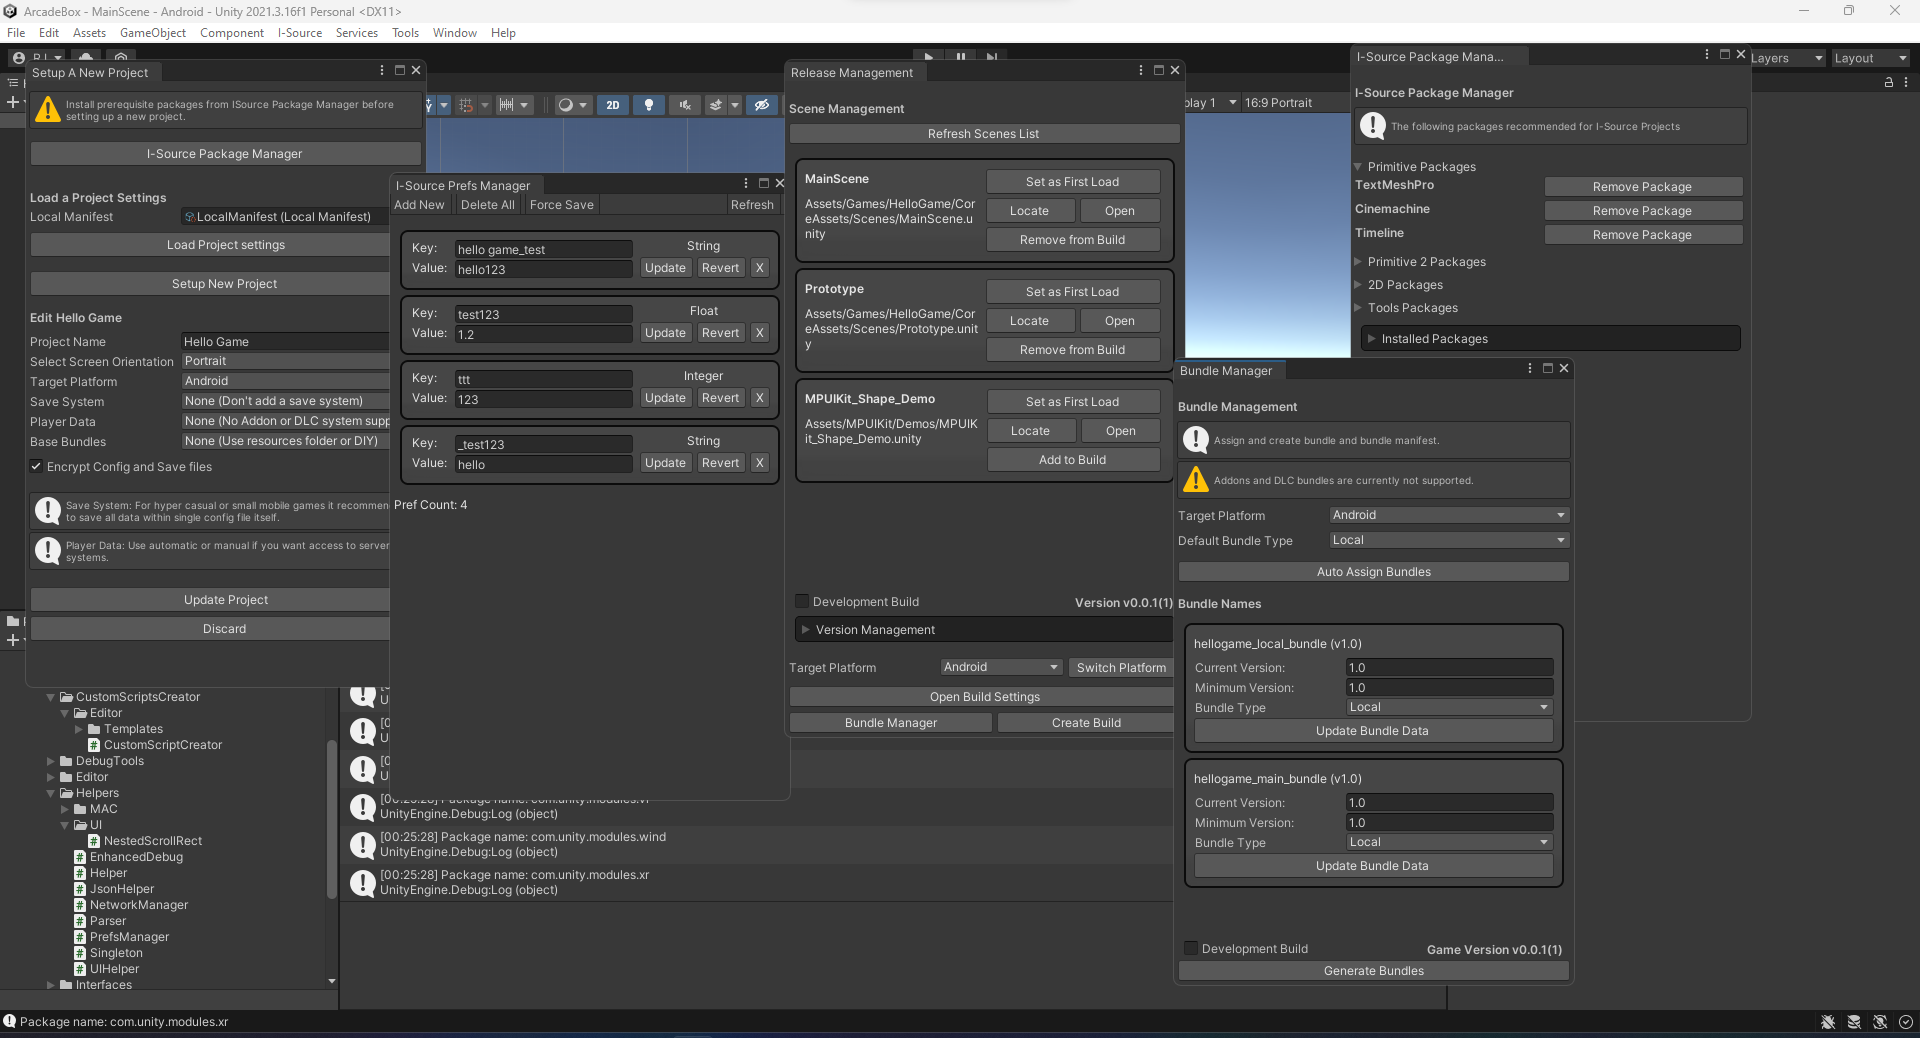 ArcadeBox - MainScene - Android - Unity 2021.3.16f1 Personal <DX11>
File Edit Assets GameObject Component I-Source Services Tools Window Help
Layers Layout
Setup A New Project
Install prerequisite packages from ISource Package Manager before
setting up a new project.
I-Source Package Manager
Load a Project Settings
Local Manifest LocalManifest (Local Manifest)
Load Project settings
Setup New Project
Edit Hello Game
Project Name Hello Game
Select Screen Orientation Portrait
Target Platform Android
Save System None (Don't add a save system)
Player Data None (No Addon or DLC system supp
Base Bundles None (Use resources folder or DIY)
Encrypt Config and Save files
Save System: For hyper casual or small mobile games it recommen
to save all data within single config file itself.
Player Data: Use automatic or manual if you want access to server
systems.
Update Project
Discard
2D
play 1 16:9 Portrait
I-Source Prefs Manager
Add New Delete All Force Save Refresh
Key: hello game_test String
Value: hello123 Update Revert X
Key: test123 Float
Value: 1.2 Update Revert X
Key: ttt Integer
Value: 123 Update Revert X
Key: _test123 String
Value: hello Update Revert X
Pref Count: 4
Release Management
Scene Management
Refresh Scenes List
MainScene Set as First Load
Assets/Games/HelloGame/Cor
eAssets/Scenes/MainScene.u
nity
Locate Open
Remove from Build
Prototype Set as First Load
Assets/Games/HelloGame/Cor
eAssets/Scenes/Prototype.unit
y
Locate Open
Remove from Build
MPUIKit_Shape_Demo Set as First Load
Assets/MPUIKit/Demos/MPUIK
it_Shape_Demo.unity
Locate Open
Add to Build
Development Build Version v0.0.1(1)
Version Management
Target Platform Android Switch Platform
Open Build Settings
Bundle Manager Create Build
I-Source Package Mana...
I-Source Package Manager
The following packages recommended for I-Source Projects
Primitive Packages
TextMeshPro Remove Package
Cinemachine Remove Package
Timeline Remove Package
Primitive 2 Packages
2D Packages
Tools Packages
Installed Packages
Bundle Manager
Bundle Management
Assign and create bundle and bundle manifest.
Addons and DLC bundles are currently not supported.
Target Platform Android
Default Bundle Type Local
Auto Assign Bundles
Bundle Names
hellogame_local_bundle (v1.0)
Current Version: 1.0
Minimum Version: 1.0
Bundle Type Local
Update Bundle Data
hellogame_main_bundle (v1.0)
Current Version: 1.0
Minimum Version: 1.0
Bundle Type Local
Update Bundle Data
Development Build Game Version v0.0.1(1)
Generate Bundles
CustomScriptsCreator
Editor
Templates
CustomScriptCreator
DebugTools
Editor
Helpers
MAC
UI
NestedScrollRect
EnhancedDebug
Helper
JsonHelper
NetworkManager
Parser
PrefsManager
Singleton
UIHelper
Interfaces
[00:25:28] Package name: com.unity.modules.vr
UnityEngine.Debug:Log (object)
[00:25:28] Package name: com.unity.modules.wind
UnityEngine.Debug:Log (object)
[00:25:28] Package name: com.unity.modules.xr
UnityEngine.Debug:Log (object)
Package name: com.unity.modules.xr